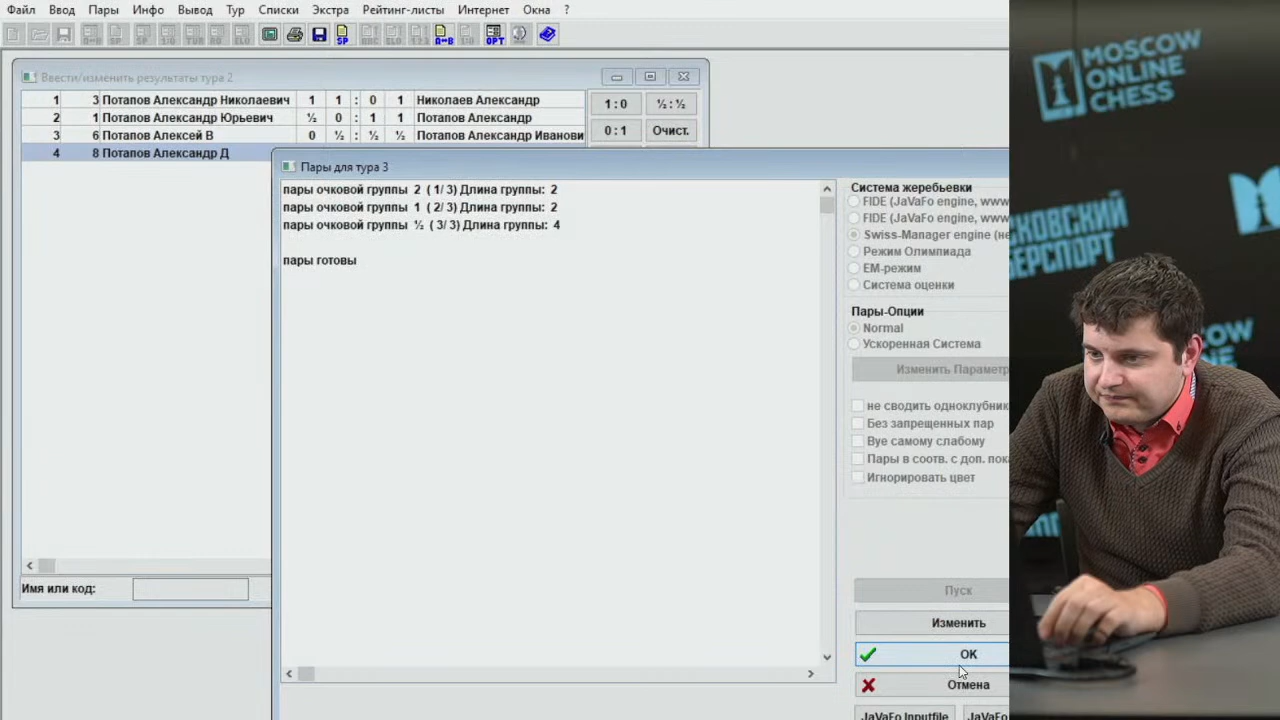 Файл Ввод Пары Инфо Вывод Тур Списки Экстра Рейтинг-листы Интернет Окна ?
Ввести/изменить результаты тура 2
1 3 Потапов Александр Николаевич 1 1 : 0 1 Николаев Александр
2 1 Потапов Александр Юрьевич ½ 0 : 1 1 Потапов Александр
3 6 Потапов Алексей В 0 ½ : ½ ½ Потапов Александр Иванови
4 8 Потапов Александр Д
1 : 0 ½ : ½
0 : 1 Очист.
Имя или код:
Пары для тура 3
пары очковой группы 2 ( 1/ 3) Длина группы: 2
пары очковой группы 1 ( 2/ 3) Длина группы: 2
пары очковой группы ½ ( 3/ 3) Длина группы: 4
пары готовы
Система жеребьевки
FIDE (JaVaFo engine, www
FIDE (JaVaFo engine, www
Swiss-Manager engine (не
Режим Олимпиада
ЕМ-режим
Система оценки
Пары-Опции
Normal
Ускоренная Система
Изменить Параметр
не сводить одноклубник
Без запрещенных пар
Bye самому слабому
Пары в соотв. с доп. пока
Игнорировать цвет
Пуск
Изменить
OK
Отмена
JaVaFo Inputfile JaVaFo
MOSCOW
ONLINE
CHESS